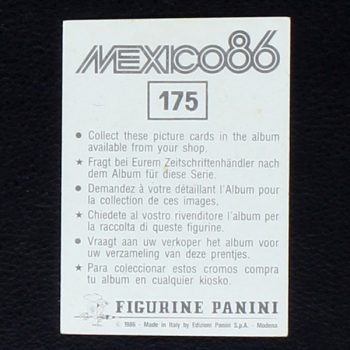 MEXICO86
175
● Collect these picture cards in the album
available from your shop.
★ Fragt bei Eurem Zeitschriftenhändler nach
dem Album für diese Serie.
● Demandez à votre détaillant l'Album pour
la collection de ces images.
★ Chiedete al vostro rivenditore l'album per
la raccolta di queste figurine.
● Vraagt aan uw verkoper het album voor
uw verzameling van deze prentjes.
★ Para coleccionar estos cromos compra
tu album en cualquier kiosko.
FIGURINE PANINI
© 1986 - Made in Italy by Edizioni Panini S.p.A. - Modena